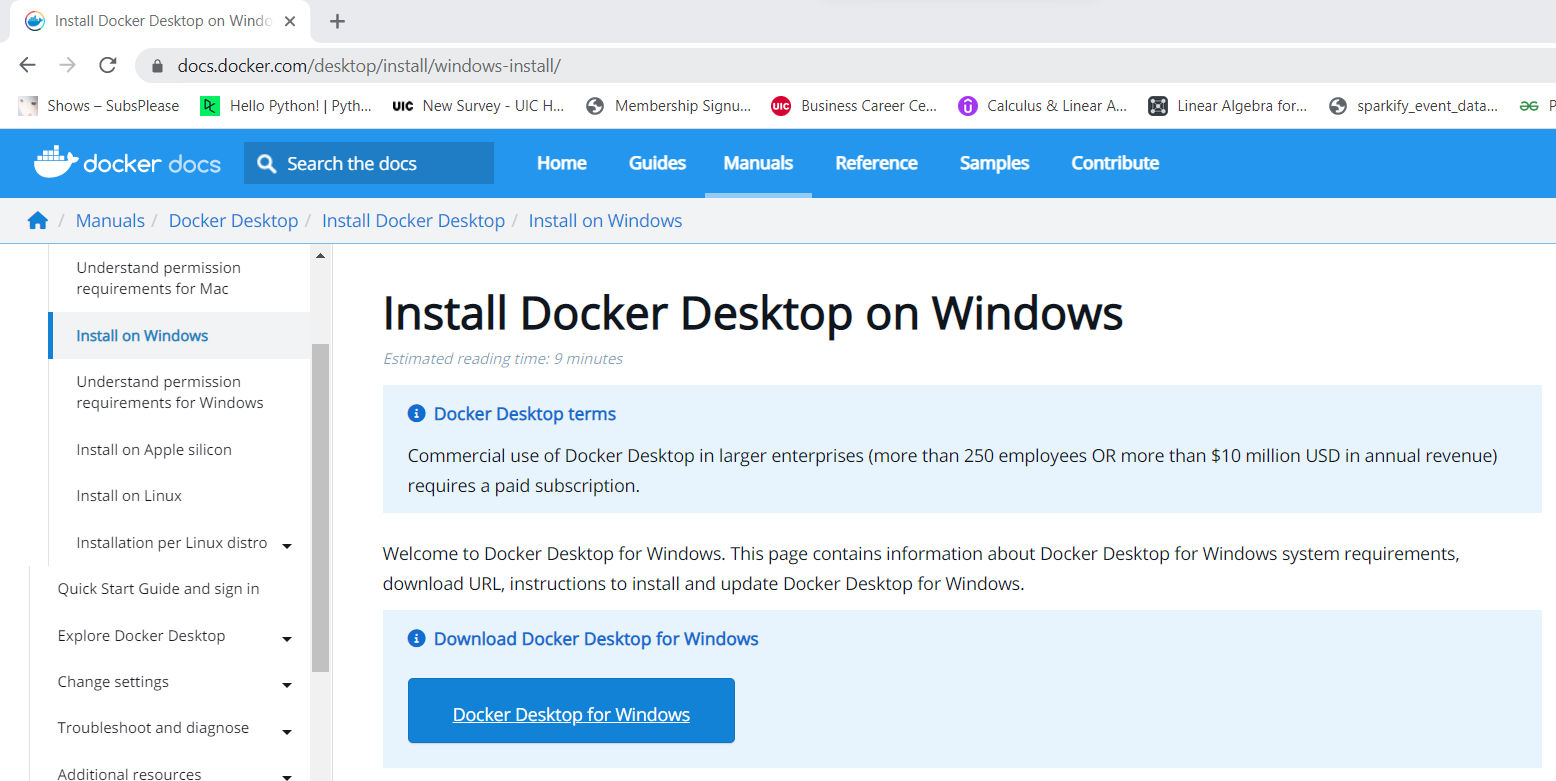 Install Docker Desktop on Windo
docs.docker.com/desktop/install/windows-install/
Shows – SubsPlease
DC
Hello Python! | Pyth...
UIC
New Survey - UIC H...
Membership Signu...
UIC
Business Career Ce...
Calculus & Linear A...
Linear Algebra for...
sparkify_event_data...
P
docker docs
Search the docs
Home
Guides
Manuals
Reference
Samples
Contribute
/ Manuals / Docker Desktop / Install Docker Desktop / Install on Windows
Understand permission
requirements for Mac
Install on Windows
Understand permission
requirements for Windows
Install on Apple silicon
Install on Linux
Installation per Linux distro
Quick Start Guide and sign in
Explore Docker Desktop
Change settings
Troubleshoot and diagnose
Additional resources
Install Docker Desktop on Windows
Estimated reading time: 9 minutes
Docker Desktop terms
Commercial use of Docker Desktop in larger enterprises (more than 250 employees OR more than $10 million USD in annual revenue)
requires a paid subscription.
Welcome to Docker Desktop for Windows. This page contains information about Docker Desktop for Windows system requirements,
download URL, instructions to install and update Docker Desktop for Windows.
Download Docker Desktop for Windows
Docker Desktop for Windows